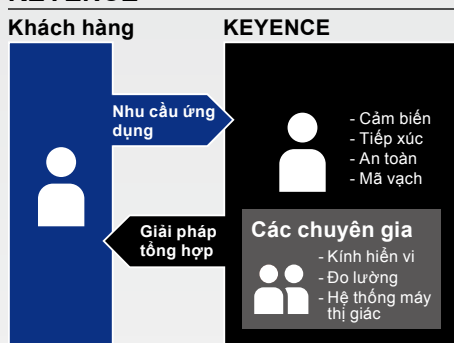 Khách hàng
KEYENCE
Nhu cầu ứng
dụng
- Cảm biến
- Tiếp xúc
- An toàn
- Mã vạch
Giải pháp
tổng hợp
Các chuyên gia
- Kính hiển vi
- Đo lường
- Hệ thống máy
thị giác